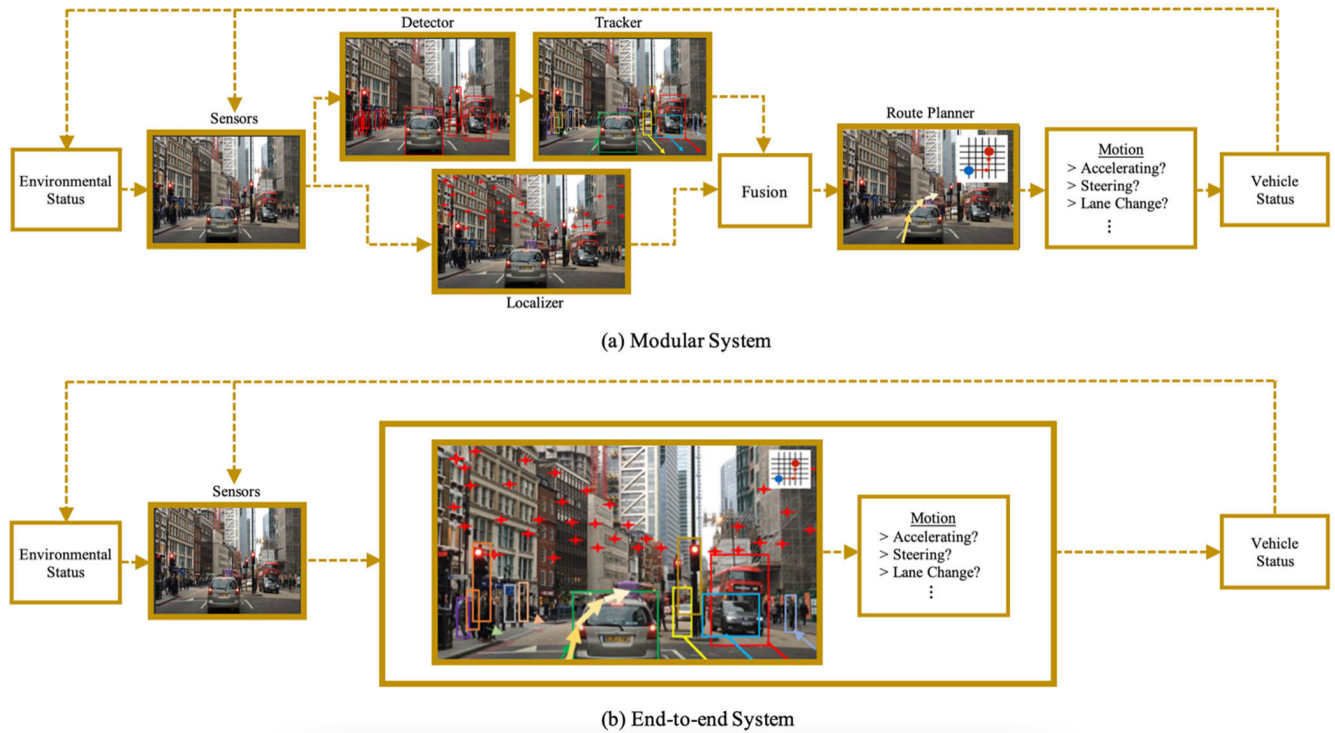 Detector
Tracker
Sensors
Environmental
Status
Localizer
Fusion
Route Planner
Motion
> Accelerating?
> Steering?
> Lane Change?
⋮
Vehicle
Status
(a) Modular System
Sensors
Environmental
Status
Motion
> Accelerating?
> Steering?
> Lane Change?
⋮
Vehicle
Status
(b) End-to-end System